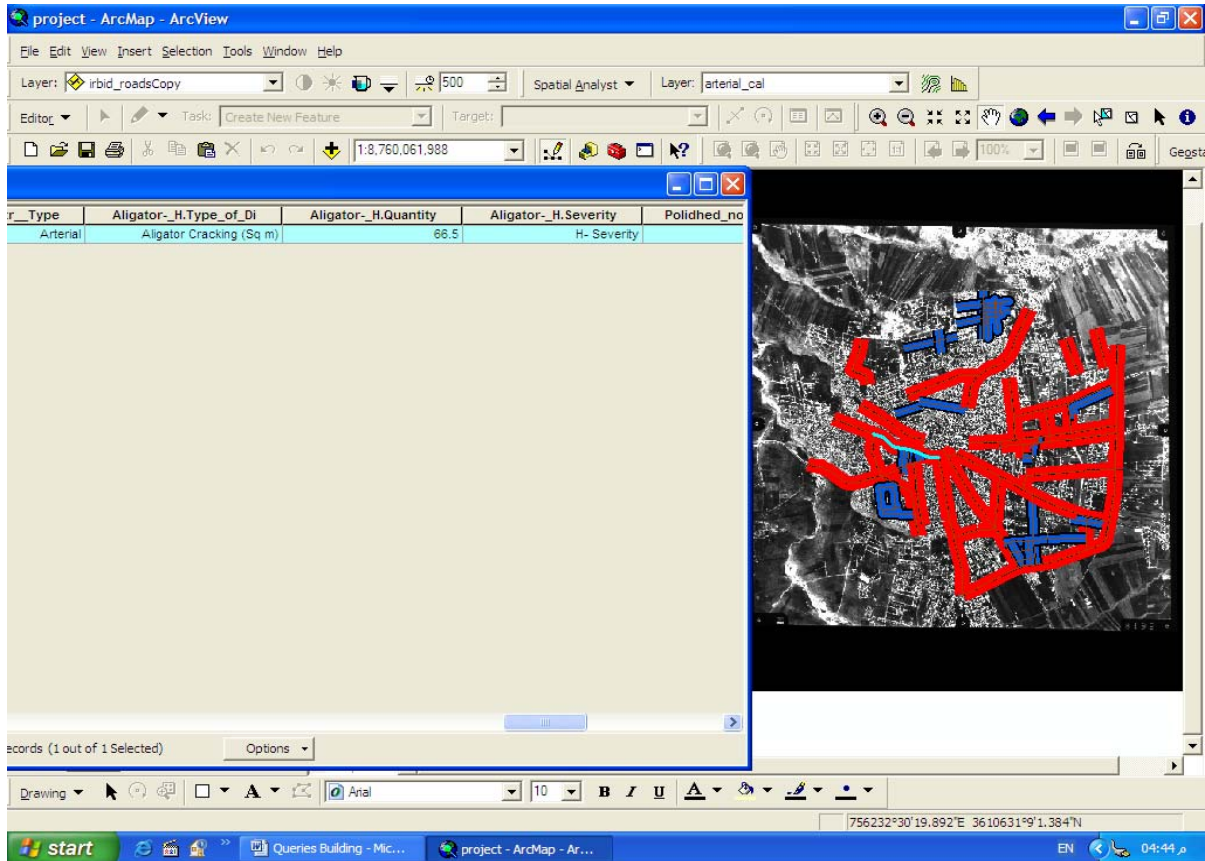 project - ArcMap - ArcView
File Edit View Insert Selection Tools Window Help
Layer: irbid_roadsCopy 500 Spatial Analyst Layer: arterial_cal
Editor Task: Create New Feature Target:
1:8,760,061,988 100% Geosta
r__Type Aligator-_H.Type_of_Di Aligator-_H.Quantity Aligator-_H.Severity Polidhed_no
Arterial Aligator Cracking (Sq m) 66.5 H- Severity
ecords (1 out of 1 Selected) Options
Drawing A Arial 10 B I U A
756232°30'19.892"E 3610631°9'1.384"N
start Queries Building - Mic... project - ArcMap - Ar... EN 04:44 م